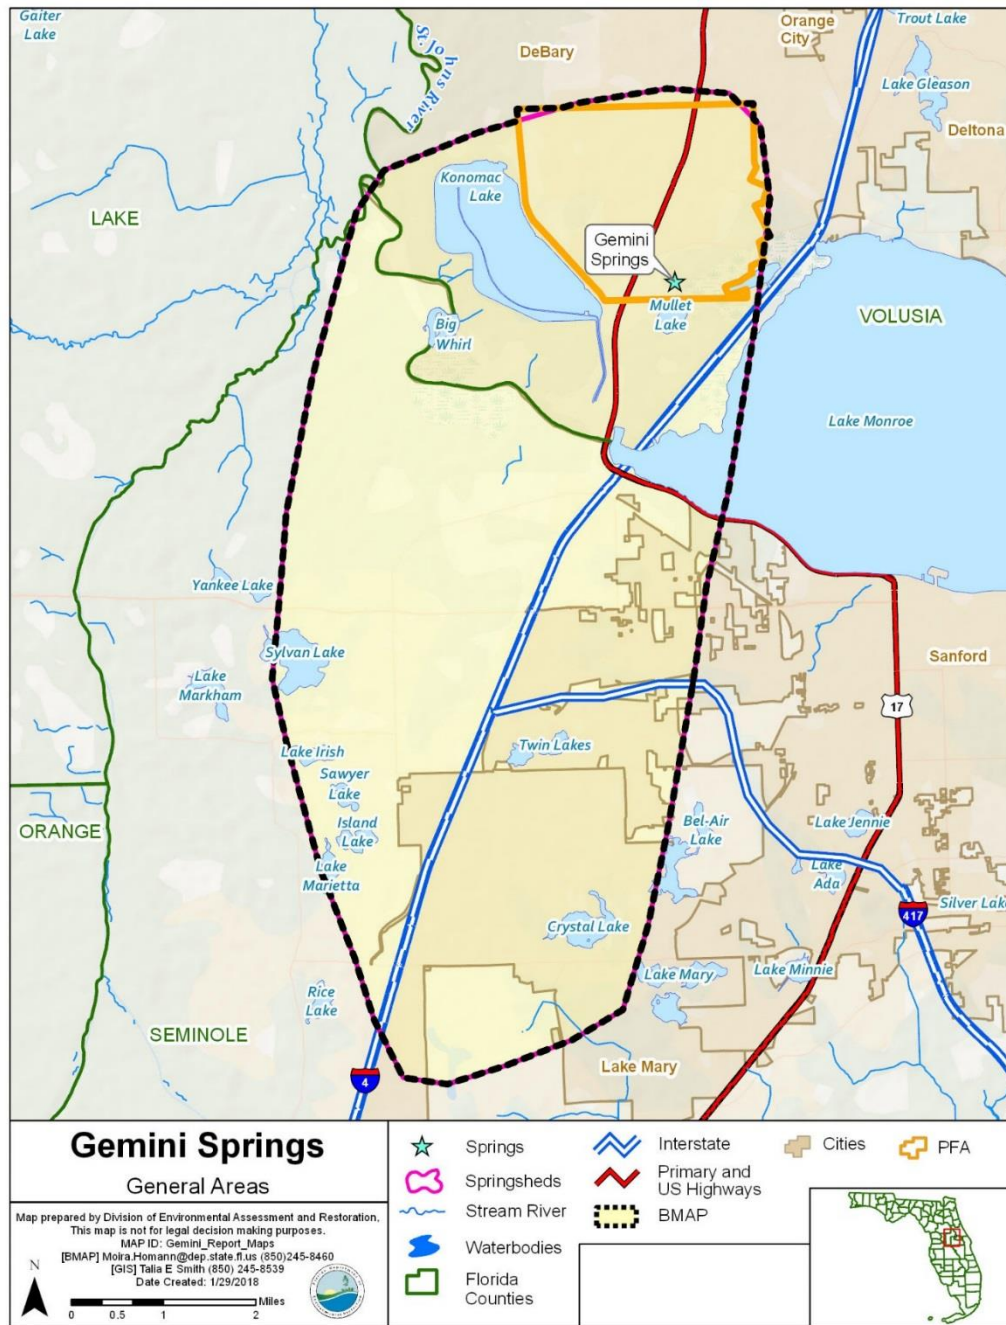 Gaiter
Lake
St. Johns River
DeBary
Orange
City
Trout Lake
Lake Gleason
Deltona
LAKE
Konomac
Lake
Gemini
Springs
Mullet
Lake
Big
Whirl
VOLUSIA
Lake Monroe
Yankee Lake
Sylvan Lake
Lake
Markham
Sanford
17
Lake Irish
Twin Lakes
Sawyer
Lake
Island
Lake
Lake
Marietta
ORANGE
Bel-Air
Lake
Lake Jennie
Lake
Ada
Silver Lake
417
Crystal Lake
Lake Mary
Lake Minnie
Rice
Lake
SEMINOLE
Lake Mary
4
Gemini Springs
General Areas
Map prepared by Division of Environmental Assessment and Restoration.
This map is not for legal decision making purposes.
MAP ID: Gemini_Report_Maps
[BMAP] Moira.Homann@dep.state.fl.us (850)245-8460
[GIS] Talia E Smith (850) 245-8539
Date Created: 1/29/2018
N
Miles
0 0.5 1 2
Springs
Springsheds
Stream River
Waterbodies
Florida
Counties
Interstate
Primary and
US Highways
BMAP
Cities
PFA